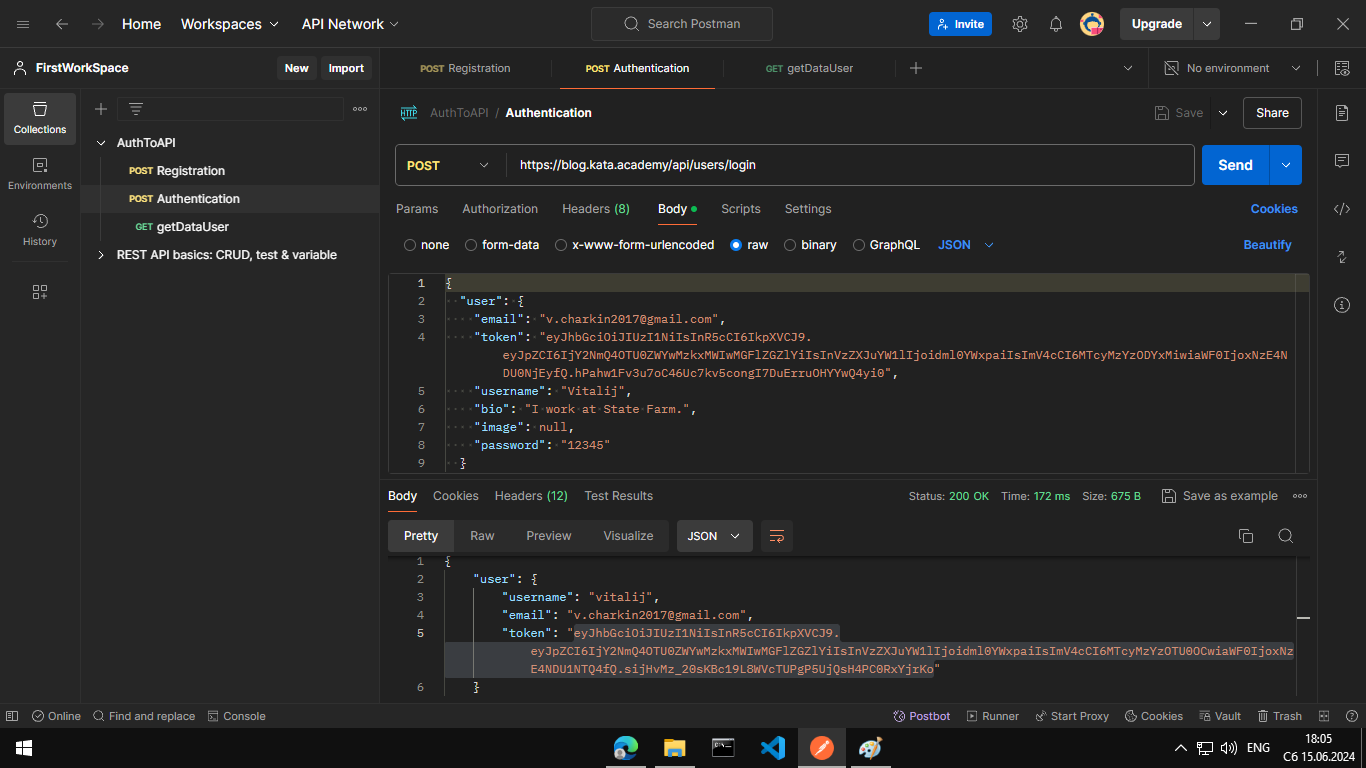 Home Workspaces API Network Search Postman Invite Upgrade
FirstWorkSpace New Import POST Registration POST Authentication GET getDataUser No environment
Collections
Environments
History
AuthToAPI
POST Registration
POST Authentication
GET getDataUser
REST API basics: CRUD, test & variable
HTTP AuthToAPI / Authentication Save Share
POST https://blog.kata.academy/api/users/login Send
Params Authorization Headers (8) Body Scripts Settings Cookies
none form-data x-www-form-urlencoded raw binary GraphQL JSON Beautify
1 {
2 "user": {
3 "email": "v.charkin2017@gmail.com",
4 "token": "eyJhbGciOiJIUzI1NiIsInR5cCI6IkpXVCJ9.
eyJpZCI6IjY2NmQ4OTU0ZWYwMzkxMWIwMGFlZGZlYiIsInVzZXJuYW1lIjoidml0YWxpaiIsImV4cCI6MTcyMzYzODYxMiwiaWF0IjoxNzE4N
DU0NjEyfQ.hPahw1Fv3u7oC46Uc7kv5congI7DuErruOHYYwQ4yi0",
5 "username": "Vitalij",
6 "bio": "I work at State Farm.",
7 "image": null,
8 "password": "12345"
9 }
Body Cookies Headers (12) Test Results Status: 200 OK Time: 172 ms Size: 675 B Save as example
Pretty Raw Preview Visualize JSON
1 {
2 "user": {
3 "username": "vitalij",
4 "email": "v.charkin2017@gmail.com",
5 "token": "eyJhbGciOiJIUzI1NiIsInR5cCI6IkpXVCJ9.
eyJpZCI6IjY2NmQ4OTU0ZWYwMzkxMWIwMGFlZGZlYiIsInVzZXJuYW1lIjoidml0YWxpaiIsImV4cCI6MTcyMzYzOTU0OCwiaWF0IjoxNz
E4NDU1NTQ4fQ.sijHvMz_20sKBc19L8WVcTUPgP5UjQsH4PC0RxYjrKo"
6 }
Online Find and replace Console Postbot Runner Start Proxy Cookies Vault Trash
ENG
18:05
Сб 15.06.2024